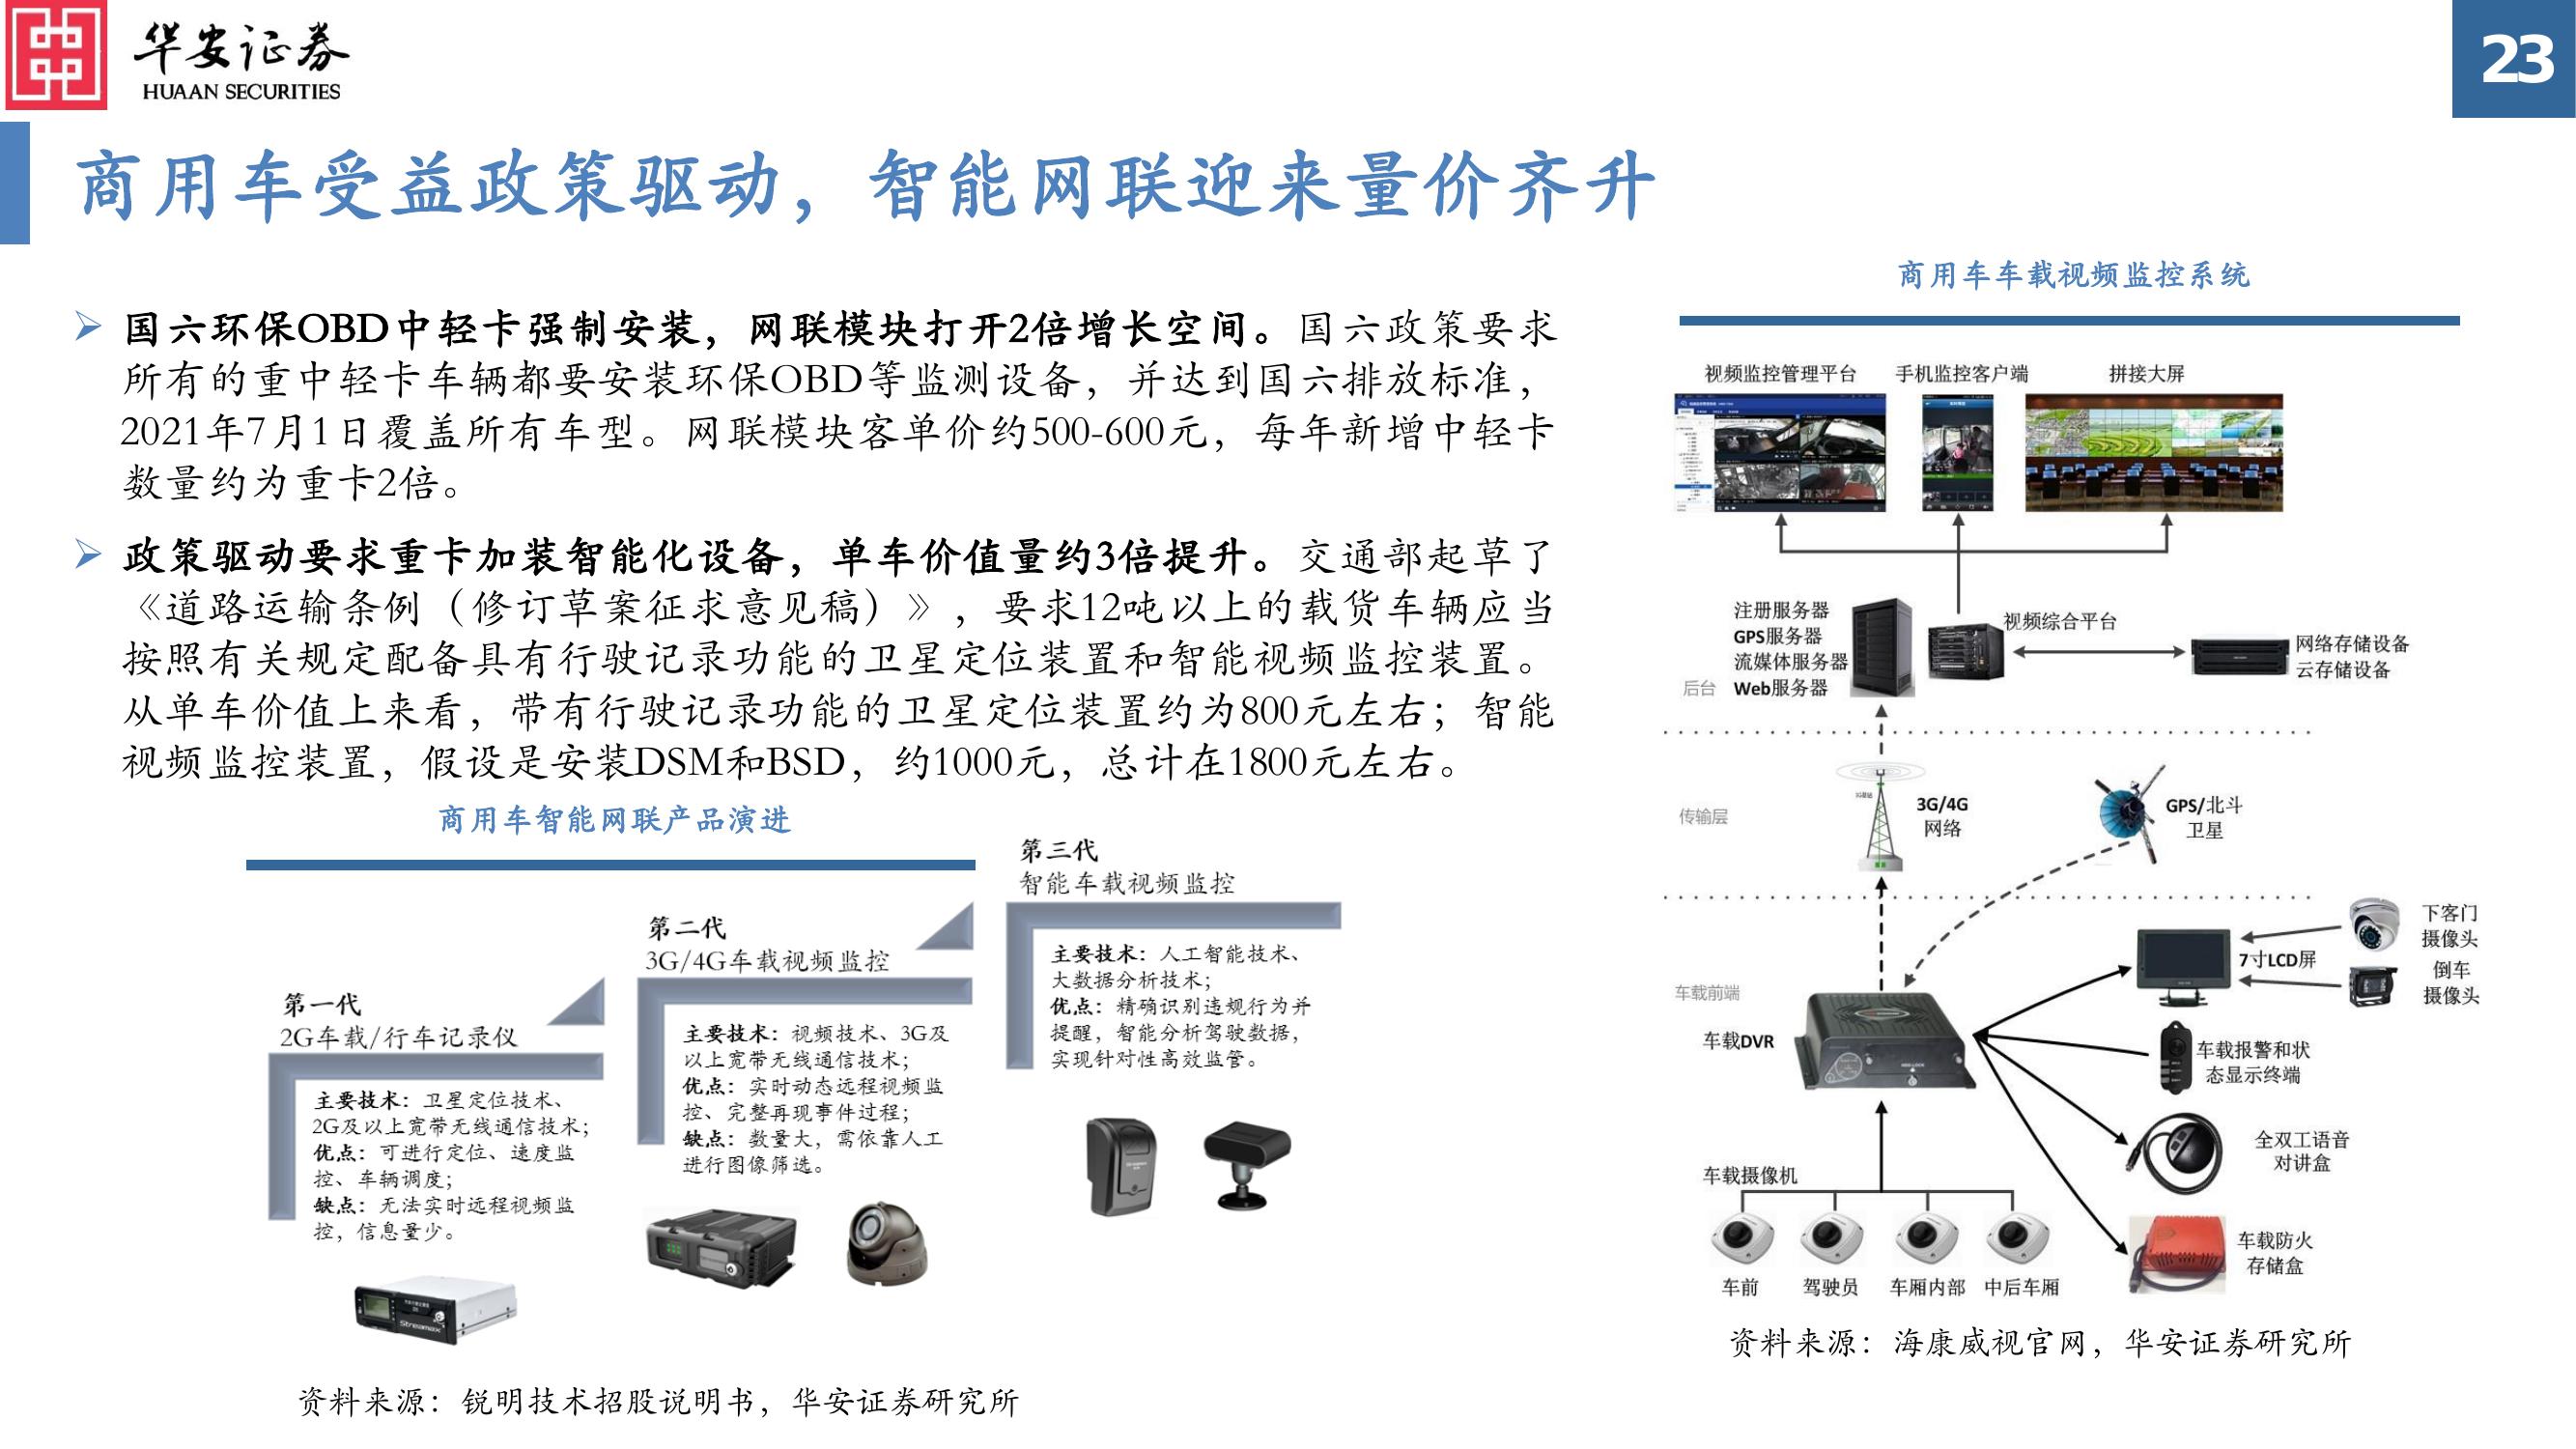 华安证券
HUAAN SECURITIES
23
商用车受益政策驱动，智能网联迎来量价齐升
国六环保OBD中轻卡强制安装，网联模块打开2倍增长空间。国六政策要求
所有的重中轻卡车辆都要安装环保OBD等监测设备，并达到国六排放标准，
2021年7月1日覆盖所有车型。网联模块客单价约500-600元，每年新增中轻卡
数量约为重卡2倍。
政策驱动要求重卡加装智能化设备，单车价值量约3倍提升。交通部起草了
《道路运输条例（修订草案征求意见稿）》，要求12吨以上的载货车辆应当
按照有关规定配备具有行驶记录功能的卫星定位装置和智能视频监控装置。
从单车价值上来看，带有行驶记录功能的卫星定位装置约为800元左右；智能
视频监控装置，假设是安装DSM和BSD，约1000元，总计在1800元左右。
商用车智能网联产品演进
第一代
2G车载/行车记录仪
主要技术：卫星定位技术、
2G及以上宽带无线通信技术；
优点：可进行定位、速度监
控、车辆调度；
缺点：无法实时远程视频监
控，信息量少。
Streamax
第二代
3G/4G车载视频监控
主要技术：视频技术、3G及
以上宽带无线通信技术；
优点：实时动态远程视频监
控、完整再现事件过程；
缺点：数量大，需依靠人工
进行图像筛选。
第三代
智能车载视频监控
主要技术：人工智能技术、
大数据分析技术；
优点：精确识别违规行为并
提醒，智能分析驾驶数据，
实现针对性高效监管。
资料来源：锐明技术招股说明书，华安证券研究所
商用车车载视频监控系统
视频监控管理平台
手机监控客户端
拼接大屏
注册服务器
GPS服务器
流媒体服务器
后台 Web服务器
视频综合平台
网络存储设备
云存储设备
传输层
3G/4G
网络
GPS/北斗
卫星
车载前端
车载DVR
7寸LCD屏
下客门
摄像头
倒车
摄像头
车载报警和状
态显示终端
全双工语音
对讲盒
车载防火
存储盒
车载摄像机
车前
驾驶员
车厢内部
中后车厢
资料来源：海康威视官网，华安证券研究所